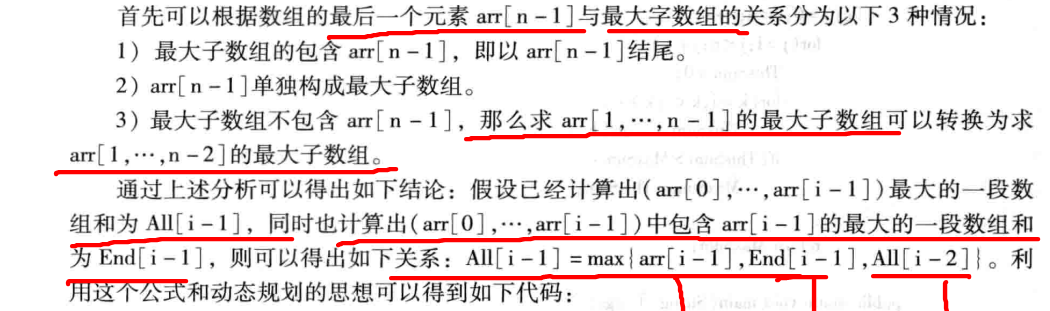 首先可以根据数组的最后一个元素 arr[n-1]与最大字数组的关系分为以下 3 种情况：
1）最大子数组的包含 arr[n-1]，即以 arr[n-1]结尾。
2）arr[n-1]单独构成最大子数组。
3）最大子数组不包含 arr[n-1]，那么求 arr[1,…,n-1]的最大子数组可以转换为求
arr[1,…,n-2]的最大子数组。
通过上述分析可以得出如下结论：假设已经计算出(arr[0],…,arr[i-1])最大的一段数
组和为 All[i-1]，同时也计算出(arr[0],…,arr[i-1])中包含 arr[i-1]的最大的一段数组和
为 End[i-1]，则可以得出如下关系：All[i-1]=max{arr[i-1],End[i-1],All[i-2]}。利
用这个公式和动态规划的思想可以得到如下代码：